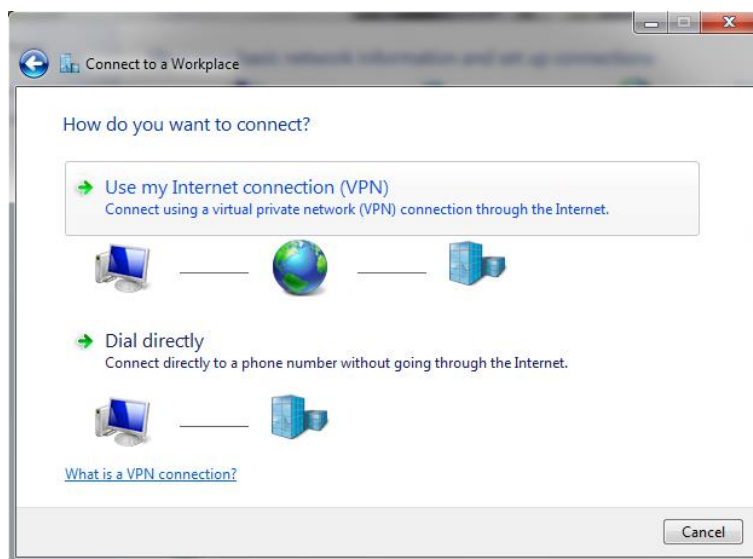 Connect to a Workplace
How do you want to connect?
Use my Internet connection (VPN)
Connect using a virtual private network (VPN) connection through the Internet.
Dial directly
Connect directly to a phone number without going through the Internet.
What is a VPN connection?
Cancel